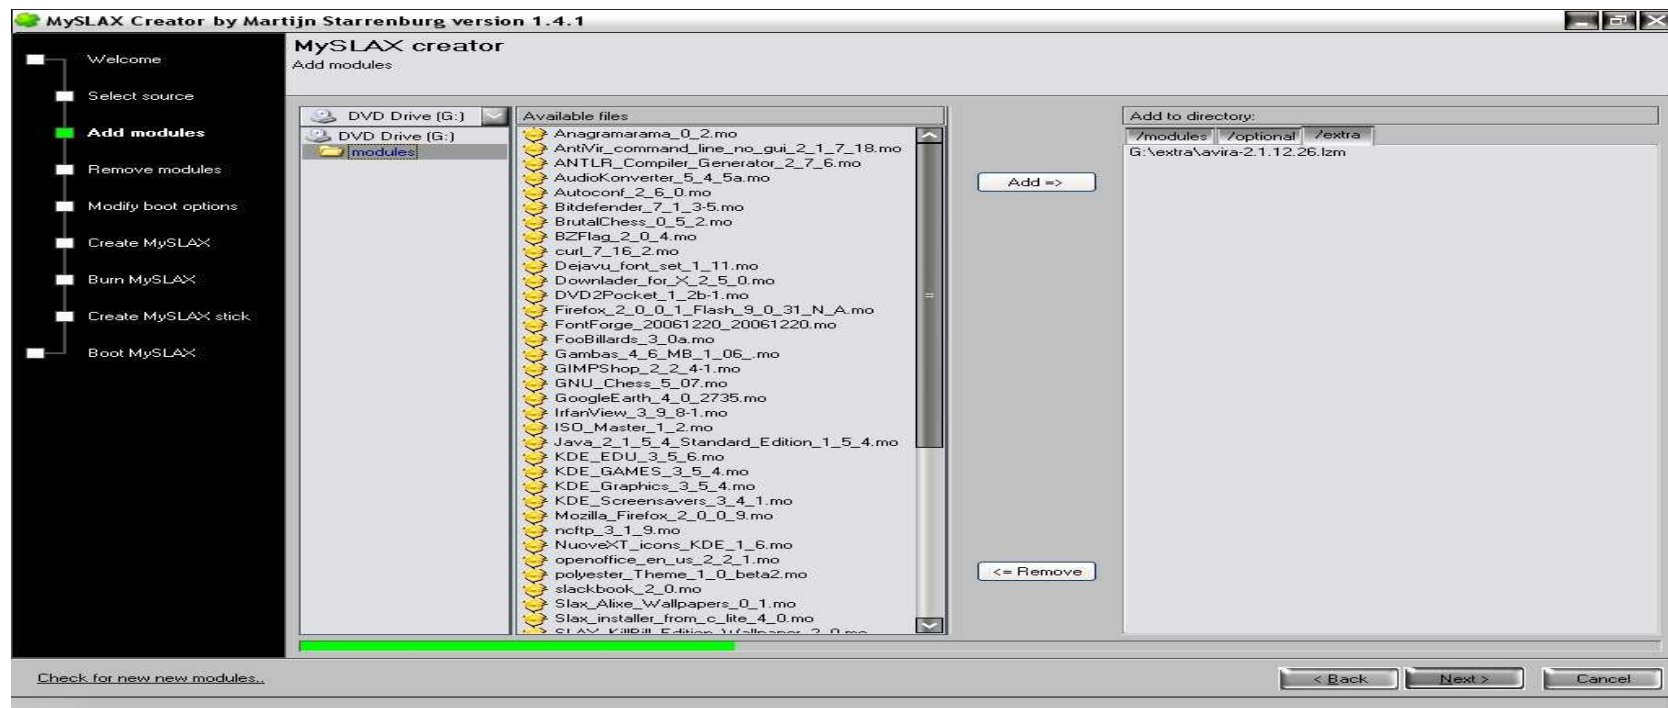 MySLAX Creator by Martijn Starrenburg version 1.4.1
MySLAX creator
Add modules
Welcome
Select source
Add modules
Remove modules
Modify boot options
Create MySLAX
Burn MySLAX
Create MySLAX stick
Boot MySLAX
DVD Drive (G:)
DVD Drive (G:)
modules
Available files
Anagramarama_0_2.mo
AntiVir_command_line_no_gui_2_1_7_18.mo
ANTLR_Compiler_Generator_2_7_6.mo
AudioKonverter_5_4_5a.mo
Autoconf_2_6_0.mo
Bitdefender_7_1_3-5.mo
BrutalChess_0_5_2.mo
BZFlag_2_0_4.mo
curl_7_16_2.mo
Dejavu_font_set_1_11.mo
Downlader_for_X_2_5_0.mo
DVD2Pocket_1_2b-1.mo
Firefox_2_0_0_1_Flash_9_0_31_N_A.mo
FontForge_20061220_20061220.mo
FooBillards_3_0a.mo
Gambas_4_6_MB_1_06_.mo
GIMPShop_2_2_4-1.mo
GNU_Chess_5_07.mo
GoogleEarth_4_0_2735.mo
IrfanView_3_9_8-1.mo
ISO_Master_1_2.mo
Java_2_1_5_4_Standard_Edition_1_5_4.mo
KDE_EDU_3_5_6.mo
KDE_GAMES_3_5_4.mo
KDE_Graphics_3_5_4.mo
KDE_Screensavers_3_4_1.mo
Mozilla_Firefox_2_0_0_9.mo
ncftp_3_1_9.mo
NuoveXT_icons_KDE_1_6.mo
openoffice_en_us_2_2_1.mo
polyester_Theme_1_0_beta2.mo
slackbook_2_0.mo
Slax_Alixe_Wallpapers_0_1.mo
Slax_installer_from_c_lite_4_0.mo
SLAX_KillBill_Edition_Wallpaper_2_0.mo
Add =>
<= Remove
Add to directory:
/modules /optional /extra
G:\extra\avira-2.1.12.26.lzm
Check for new new modules..
< Back
Next >
Cancel